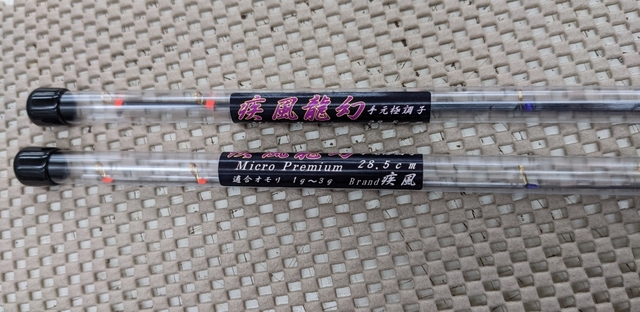 疾風龍幻 手元極調子
Micro Premium 28.5cm
適合オモリ 1g~3g Brand疾風